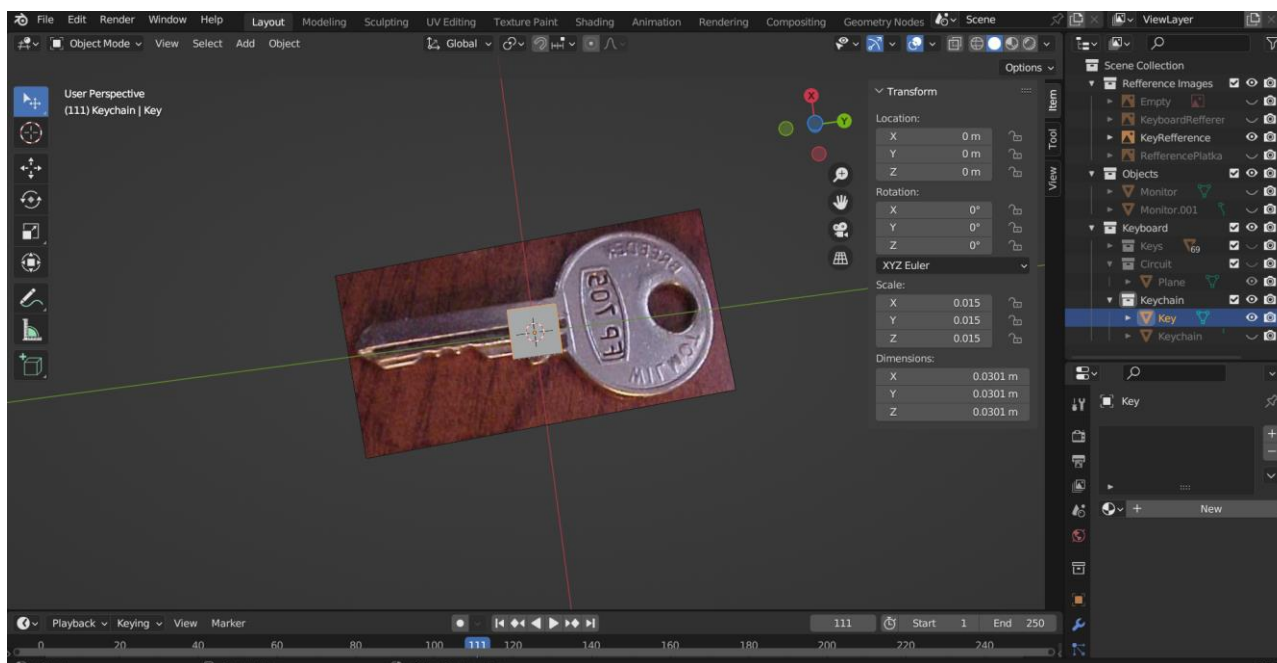 File Edit Render Window Help Layout Modeling Sculpting UV Editing Texture Paint Shading Animation Rendering Compositing Geometry Nodes Scene ViewLayer
Object Mode View Select Add Object Global
Options
User Perspective
(111) Keychain | Key
X
Y
BREEDER
507 93
FP
WILMOT
Transform
Location:
X 0 m
Y 0 m
Z 0 m
Rotation:
X 0°
Y 0°
Z 0°
XYZ Euler
Scale:
X 0.015
Y 0.015
Z 0.015
Dimensions:
X 0.0301 m
Y 0.0301 m
Z 0.0301 m
Item
Tool
View
Scene Collection
Refference Images
Empty
KeyboardRefferer
KeyRefference
RefferencePlatka
Objects
Monitor
Monitor.001
Keyboard
Keys 69
Circuit
Plane
Keychain
Key
Keychain
Key
New
Playback Keying View Marker 111 Start 1 End 250
0 20 40 60 80 100 111 120 140 160 180 200 220 240